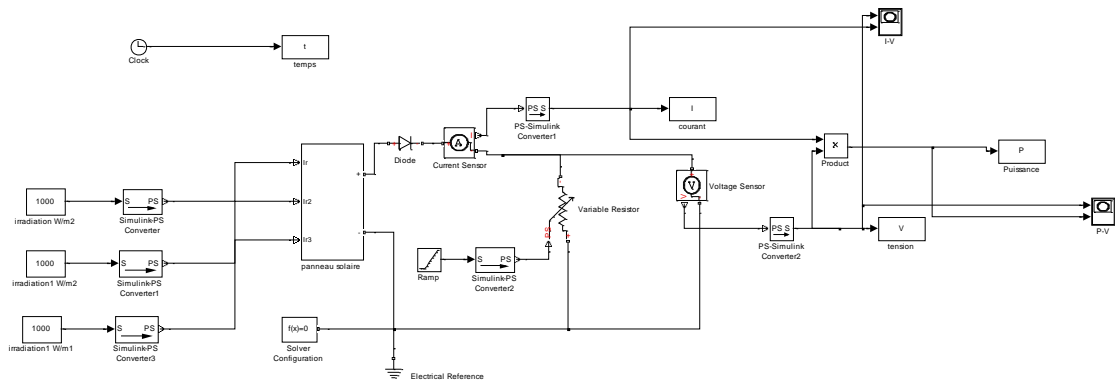 Clock
t
temps
I-V
PS S
PS-Simulink
Converter1
I
courant
Diode
A
I
Current Sensor
x
Product
P
Puissance
Ir
Ir2
Ir3
+
-
panneau solaire
1000
irradiation W/m2
S PS
Simulink-PS
Converter
1000
irradiation1 W/m2
S PS
Simulink-PS
Converter1
1000
irradiation1 W/m1
S PS
Simulink-PS
Converter3
Variable Resistor
PS
+
V
V
+
Voltage Sensor
Ramp
S PS
Simulink-PS
Converter2
PS S
PS-Simulink
Converter2
V
tension
P-V
f(x)=0
Solver
Configuration
Electrical Reference